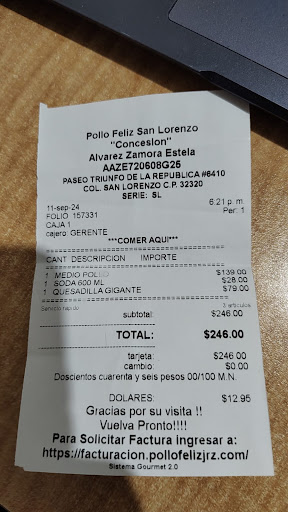 Pollo Feliz San Lorenzo
"Concesion"
Alvarez Zamora Estela
AAZE720608G26
PASEO TRIUNFO DE LA REPUBLICA #6410
COL. SAN LORENZO C.P. 32320
SERIE: SL
11-sep-24 6:21 p. m
FOLIO 157331 Per: 1
CAJA 1
cajero: GERENTE
***COMER AQUI***
CANT DESCRIPCION IMPORTE
1 MEDIO POLLO $139.00
1 SODA 600 ML $28.00
1 QUESADILLA GIGANTE $79.00
Servicio rapido 3 articulos
subtotal: $246.00
TOTAL: $246.00
tarjeta: $246.00
cambio: $0.00
Doscientos cuarenta y seis pesos 00/100 M.N.
DOLARES: $12.95
Gracias por su visita !!
Vuelva Pronto!!!!
Para Solicitar Factura ingresar a:
https://facturacion.pollofelizjrz.com/
Sistema Gourmet 2.0